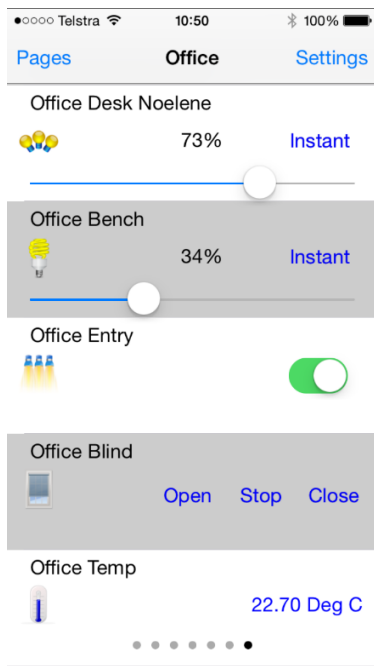 Telstra 10:50 100%
Pages Office Settings
Office Desk Noelene
73% Instant
Office Bench
34% Instant
Office Entry
Office Blind
Open Stop Close
Office Temp
22.70 Deg C